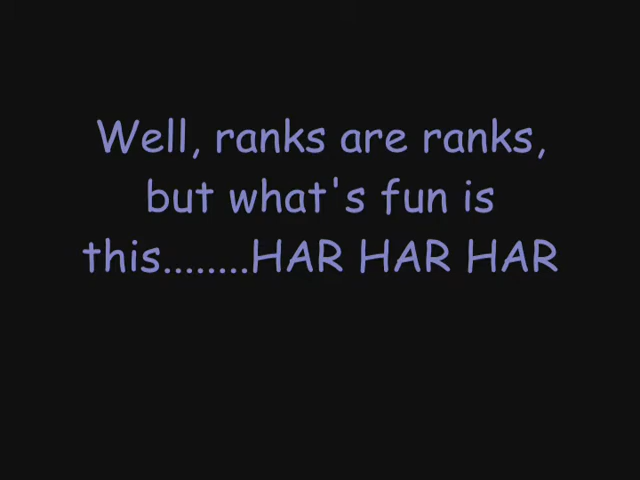 Well, ranks are ranks,
but what's fun is
this........HAR HAR HAR